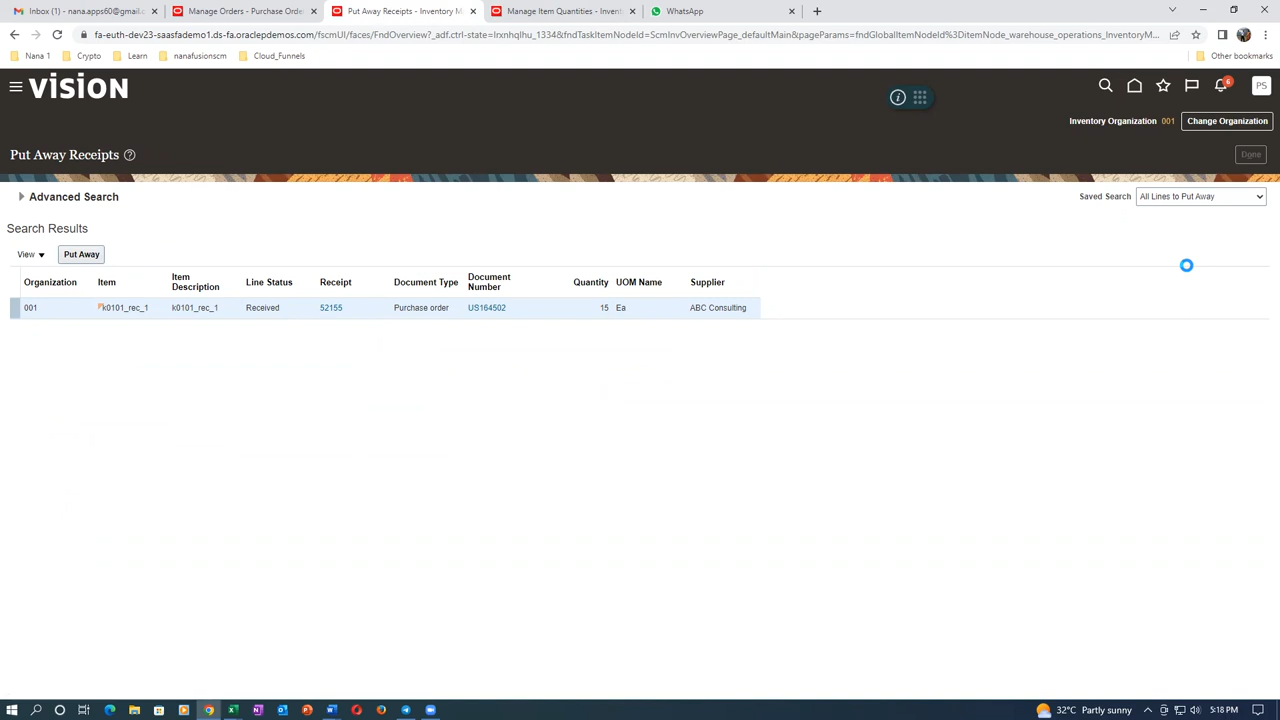 Inbox (1) - nana.apps60@gmail.c
Manage Orders - Purchase Orde
Put Away Receipts - Inventory M
Manage Item Quantities - Invent
WhatsApp
fa-euth-dev23-saasfademo1.ds-fa.oraclepdemos.com/fscmUI/faces/FndOverview?_adf.ctrl-state=lrxnhqlhu_1334&fndTaskItemNodeId=ScmInvOverviewPage_defaultMain&pageParams=fndGlobalItemNodeId%3DitemNode_warehouse_operations_InventoryM...
Nana 1
Crypto
Learn
nanafusionscm
Cloud_Funnels
Other bookmarks
VISION
6
PS
Inventory Organization 001
Change Organization
Put Away Receipts
Done
Advanced Search
Saved Search
All Lines to Put Away
Search Results
View
Put Away
Organization
Item
Item Description
Line Status
Receipt
Document Type
Document Number
Quantity
UOM Name
Supplier
001
k0101_rec_1
k0101_rec_1
Received
52155
Purchase order
US164502
15
Ea
ABC Consulting
32°C Partly sunny
5:18 PM